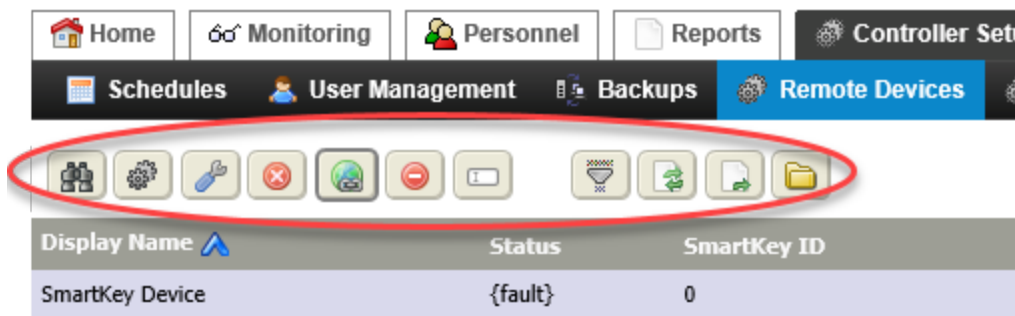 Home Monitoring Personnel Reports Controller Setu
Schedules User Management Backups Remote Devices
Display Name Status SmartKey ID
SmartKey Device {fault} 0